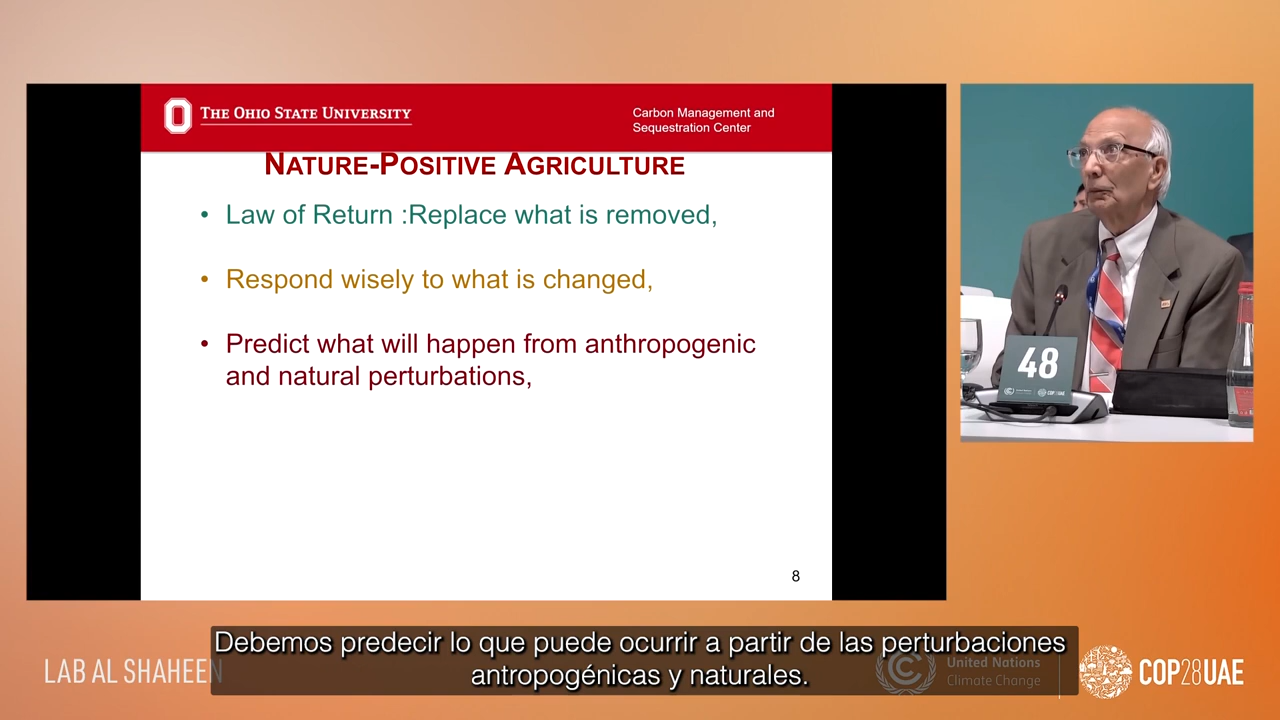 THE OHIO STATE UNIVERSITY
Carbon Management and
Sequestration Center
NATURE-POSITIVE AGRICULTURE
• Law of Return :Replace what is removed,
• Respond wisely to what is changed,
• Predict what will happen from anthropogenic
and natural perturbations,
8
48
COP28UAE
Debemos predecir lo que puede ocurrir a partir de las perturbaciones
antropogénicas y naturales.
LAB AL SHAHEEN
United Nations
Climate Change
COP28UAE